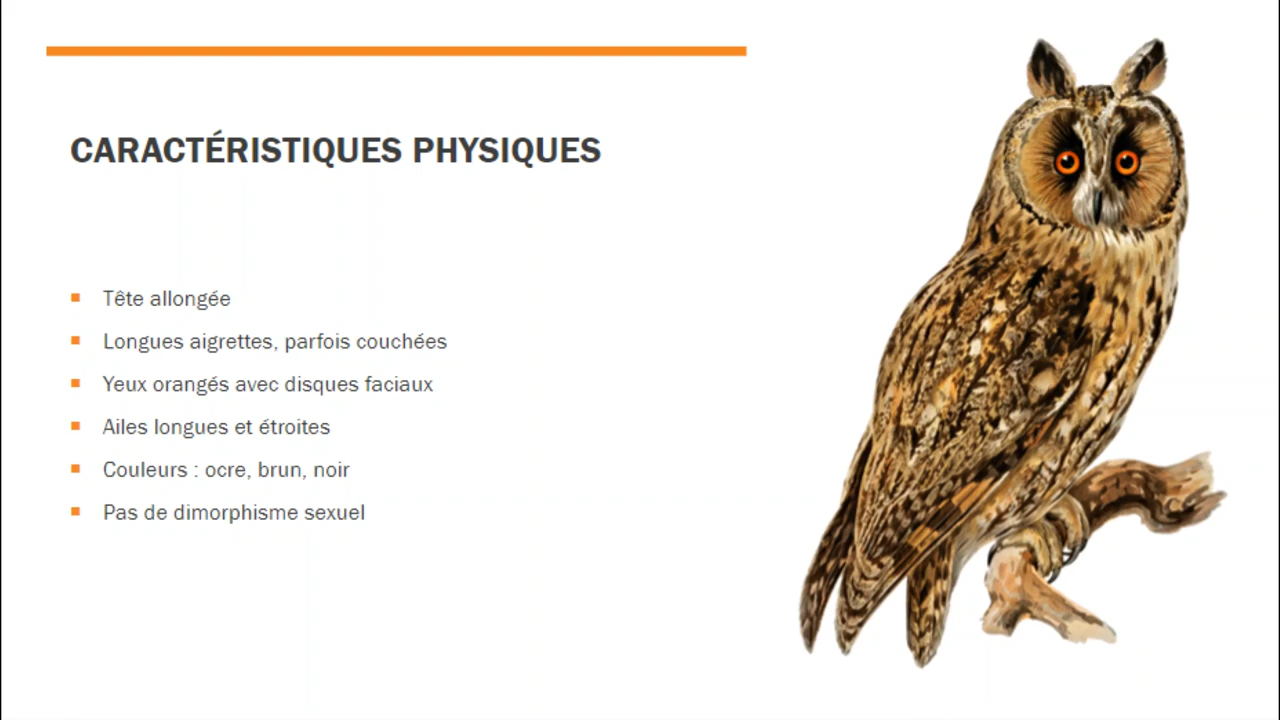 CARACTÉRISTIQUES PHYSIQUES
Tête allongée
Longues aigrettes, parfois couchées
Yeux orangés avec disques faciaux
Ailes longues et étroites
Couleurs : ocre, brun, noir
Pas de dimorphisme sexuel